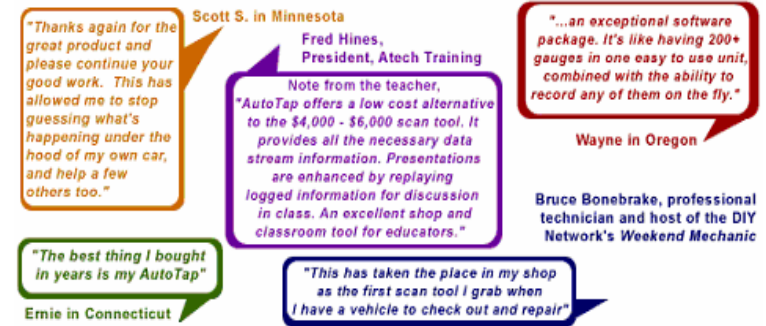 "Thanks again for the
great product and
please continue your
good work. This has
allowed me to stop
guessing what's
happening under the
hood of my own car,
and help a few
others too."
Scott S. in Minnesota
Fred Hines,
President, Atech Training
Note from the teacher,
"AutoTap offers a low cost alternative
to the $4,000 - $6,000 scan tool. It
provides all the necessary data
stream information. Presentations
are enhanced by replaying
logged information for discussion
in class. An excellent shop and
classroom tool for educators."
"...an exceptional software
package. It's like having 200+
gauges in one easy to use unit,
combined with the ability to
record any of them on the fly."
Wayne in Oregon
Bruce Bonebrake, professional
technician and host of the DIY
Network's Weekend Mechanic
"The best thing I bought
in years is my AutoTap"
Ernie in Connecticut
"This has taken the place in my shop
as the first scan tool I grab when
I have a vehicle to check out and repair"